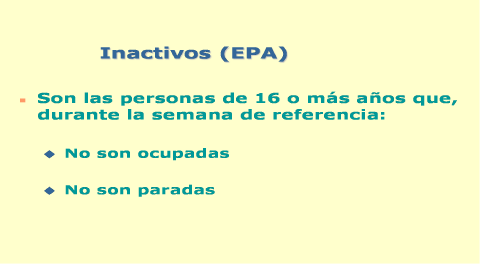 Inactivos (EPA)
Son las personas de 16 o más años que,
durante la semana de referencia:
No son ocupadas
No son paradas